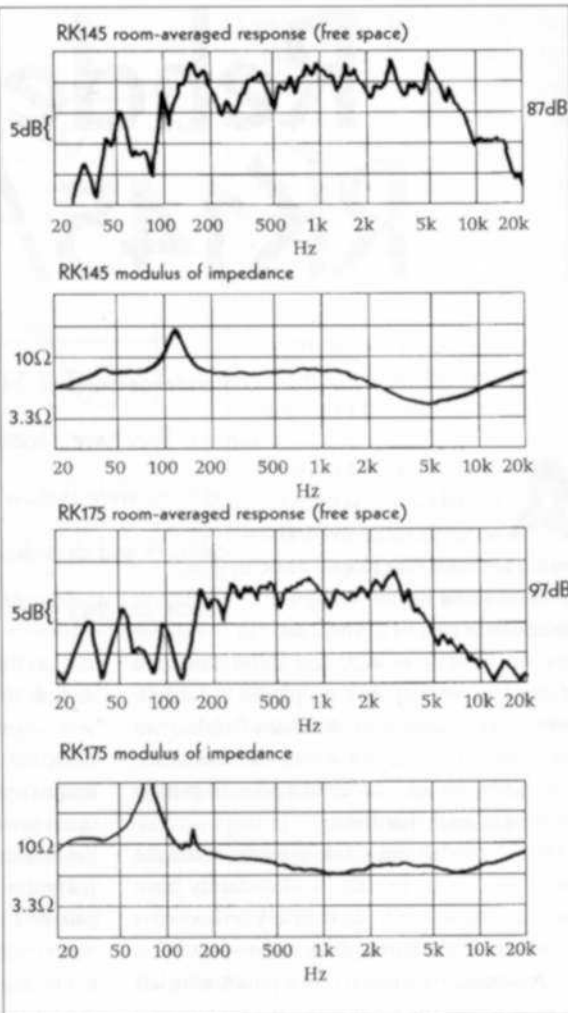 RK145 room-averaged response (free space)
5dB{
87dB
20 50 100 200 500 1k 2k 5k 10k 20k
Hz
RK145 modulus of impedance
10Ω
3.3Ω
20 50 100 200 500 1k 2k 5k 10k 20k
Hz
RK175 room-averaged response (free space)
5dB{
97dB
20 50 100 200 500 1k 2k 5k 10k 20k
Hz
RK175 modulus of impedance
10Ω
3.3Ω
20 50 100 200 500 1k 2k 5k 10k 20k
Hz